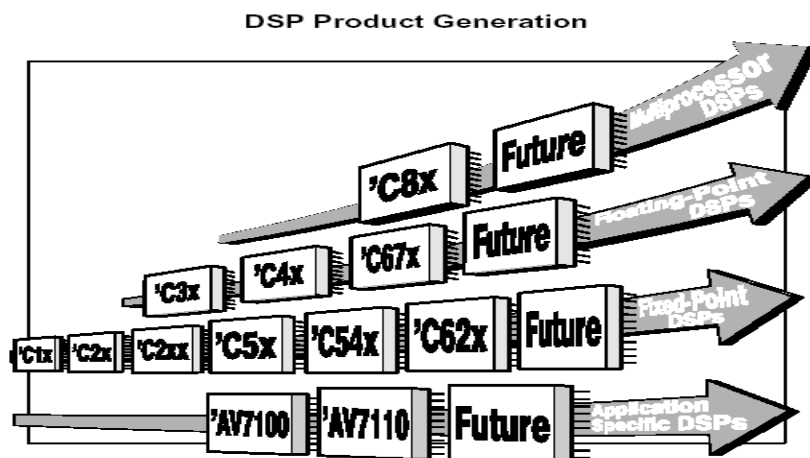 DSP Product Generation
Multiprocessor
DSPs
'C8x
Future
Floating-Point
DSPs
'C3x
'C4x
'C67x
Future
Fixed-Point
DSPs
'C1x
'C2x
'C2xx
'C5x
'C54x
'C62x
Future
'AV7100
'AV7110
Future
Application
Specific DSPs